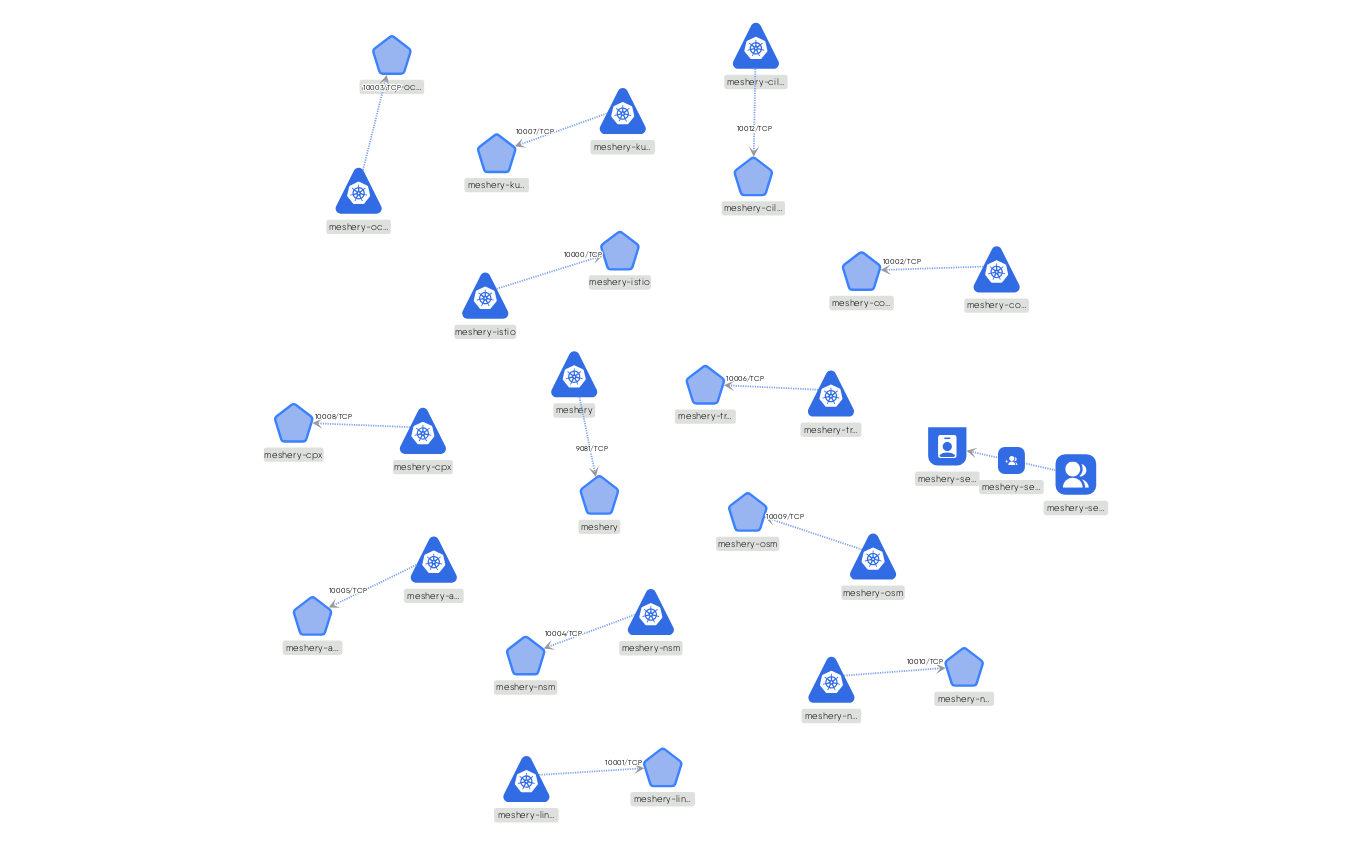 10003/TCP
oc...
meshery-oc...
10007/TCP
meshery-ku...
meshery-ku...
meshery-cil...
10012/TCP
meshery-cil...
10000/TCP
meshery-istio
meshery-istio
10002/TCP
meshery-co...
meshery-co...
meshery
9081/TCP
meshery
10006/TCP
meshery-tr...
meshery-tr...
10008/TCP
meshery-cpx
meshery-cpx
meshery-se...
meshery-se...
meshery-se...
10009/TCP
meshery-osm
meshery-osm
10005/TCP
meshery-a...
meshery-a...
10004/TCP
meshery-nsm
meshery-nsm
10010/TCP
meshery-n...
meshery-n...
10001/TCP
meshery-lin...
meshery-lin...